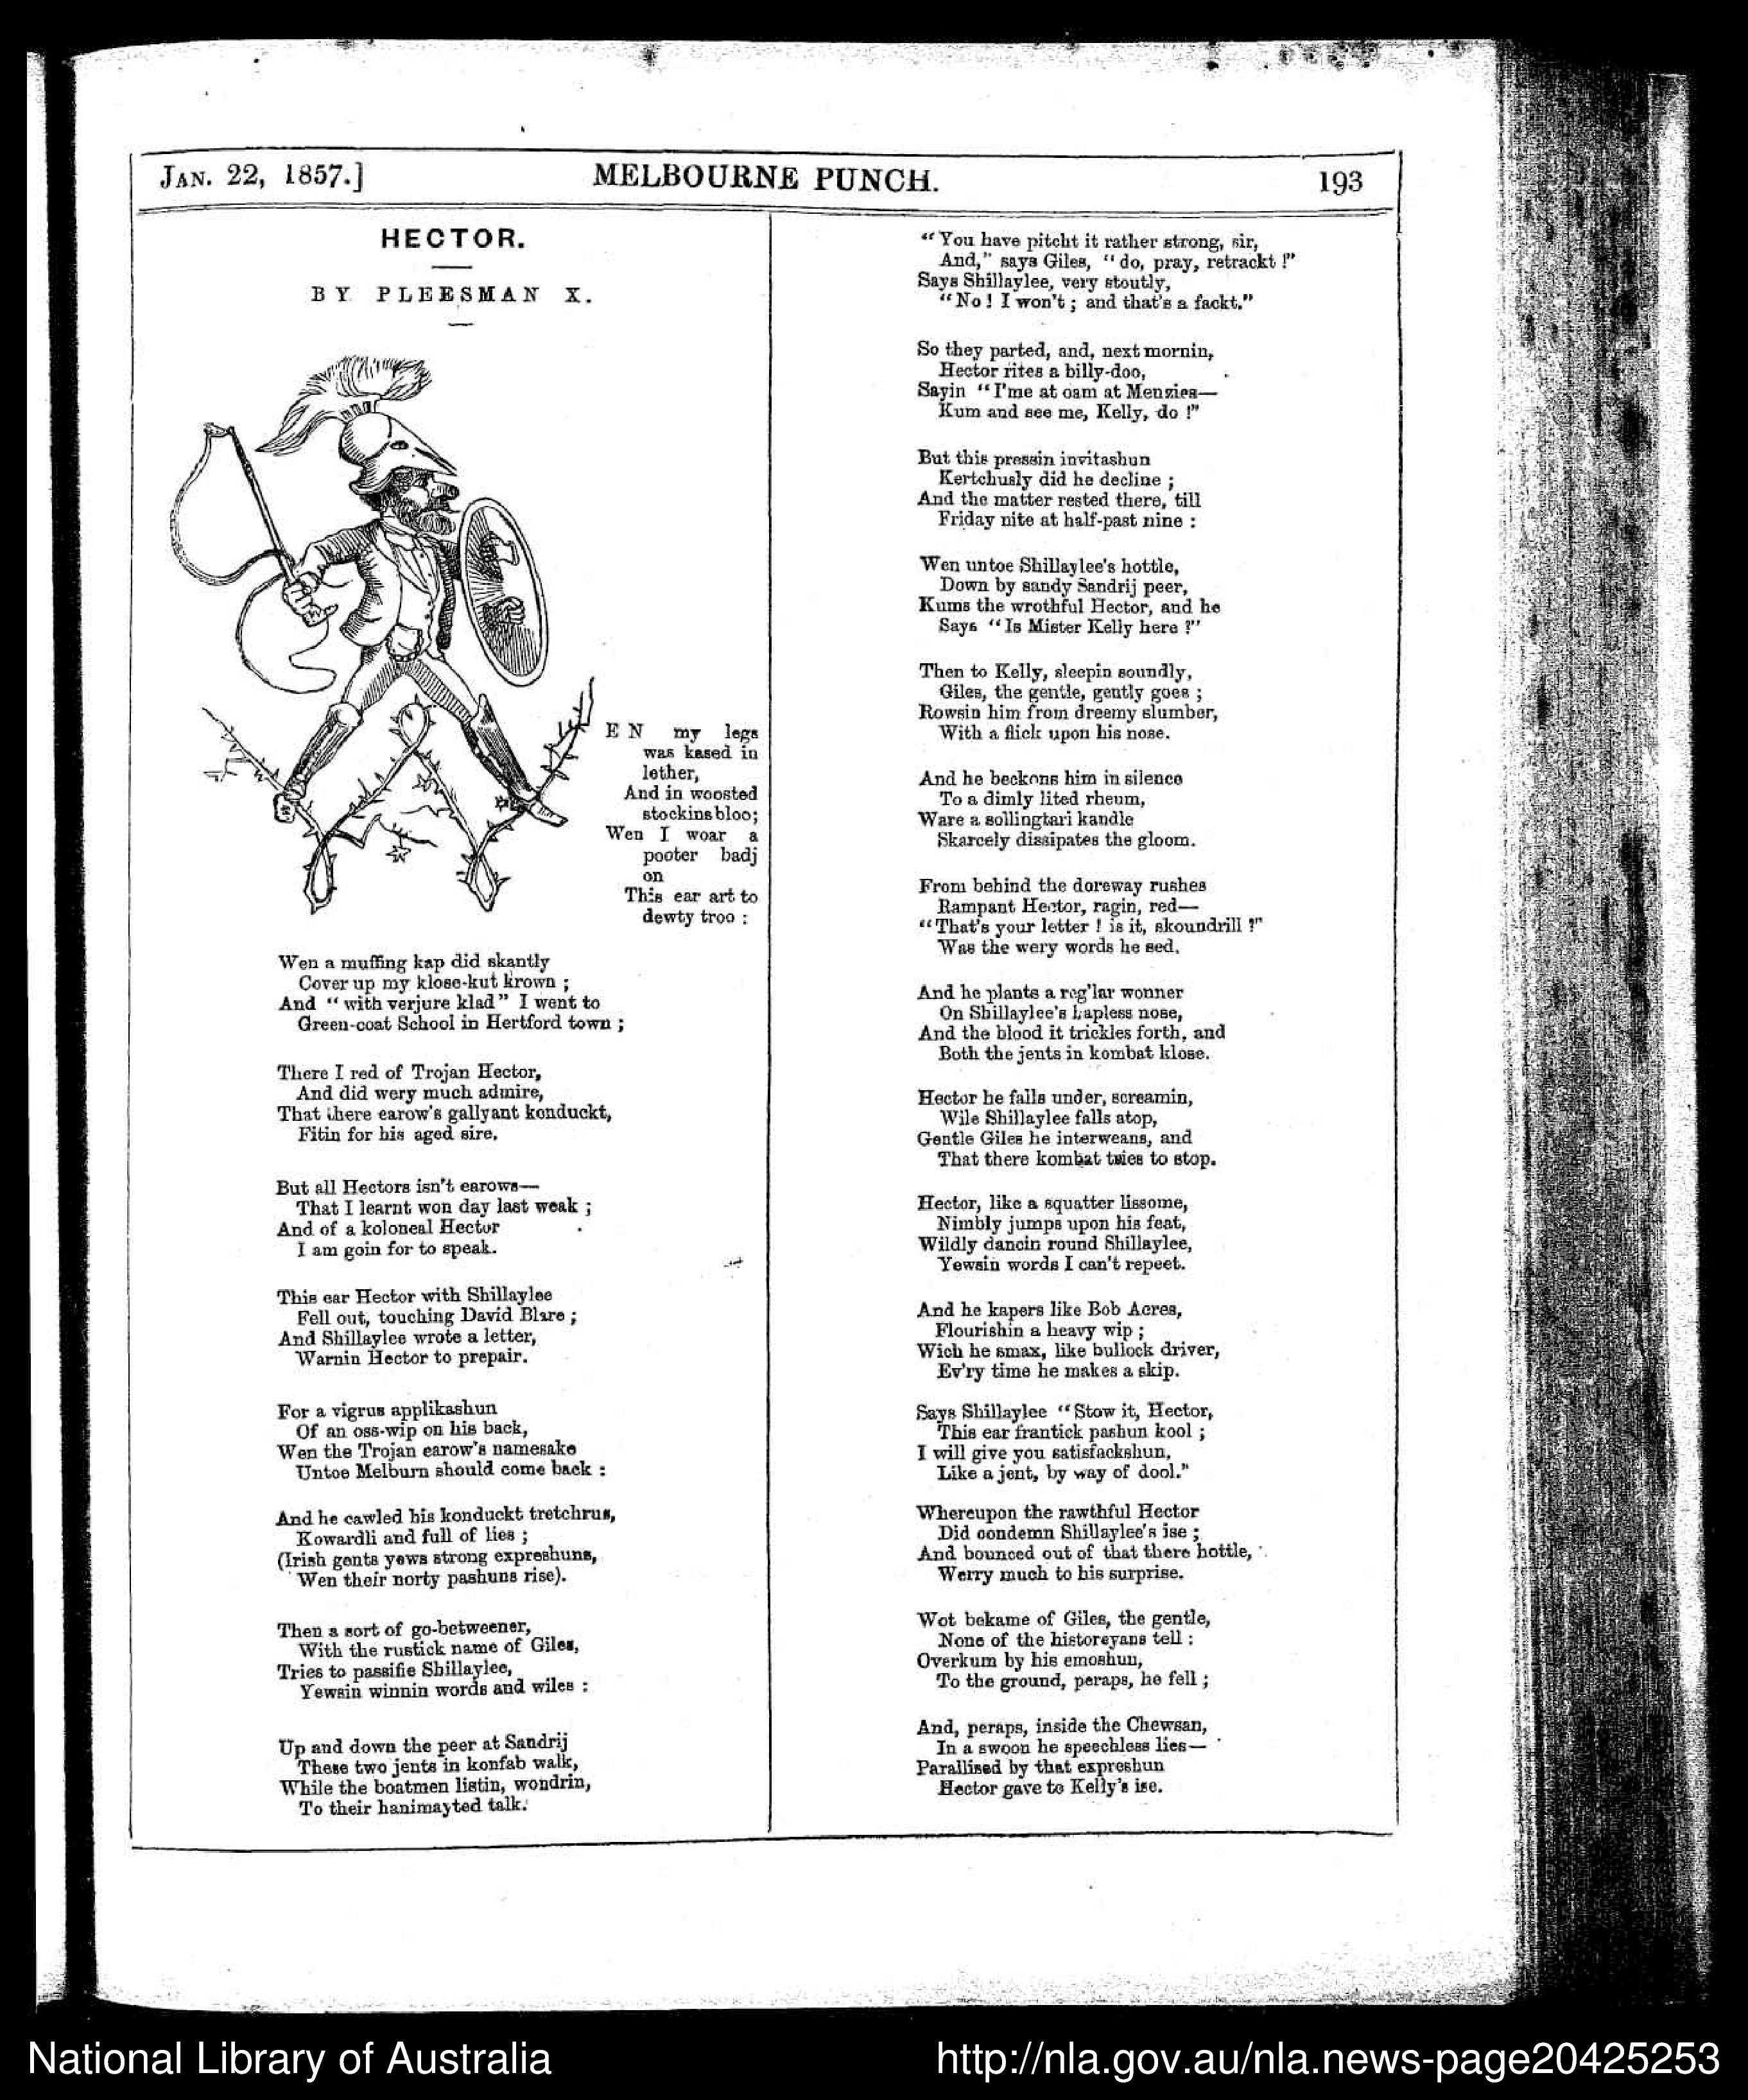 JAN. 22, 1857.]
MELBOURNE PUNCH.
193
HECTOR.
BY PLEESMAN X.
EN my legs
was kased in
lether,
And in woosted
stockins bloo;
Wen I woar a
pooter badj
on
This ear art to
dewty troo :
Wen a muffing kap did skantly
Cover up my klose-kut krown ;
And "with verjure klad" I went to
Green-coat School in Hertford town ;
There I red of Trojan Hector,
And did wery much admire,
That there earow's gallyant konduckt,
Fitin for his aged sire.
But all Hectors isn't earows—
That I learnt won day last weak ;
And of a koloneal Hector
I am goin for to speak.
This ear Hector with Shillaylee
Fell out, touching David Blare ;
And Shillaylee wrote a letter,
Warnin Hector to prepair.
For a vigrus applikashun
Of an oss-wip on his back,
Wen the Trojan earow's namesake
Untoe Melburn should come back :
And he cawled his konduckt tretchrus,
Kowardli and full of lies ;
(Irish gents yews strong expreshuns,
Wen their norty pashuns rise).
Then a sort of go-betweener,
With the rustick name of Giles,
Tries to passifie Shillaylee,
Yewsin winnin words and wiles :
Up and down the peer at Sandrij
These two jents in konfab walk,
While the boatmen listin, wondrin,
To their hanimayted talk.
"You have pitcht it rather strong, sir,
And," says Giles, "do, pray, retrackt !"
Says Shillaylee, very stoutly,
"No ! I won't ; and that's a fackt."
So they parted, and, next mornin,
Hector rites a billy-doo,
Sayin "I'me at oam at Menzies—
Kum and see me, Kelly, do !"
But this pressin invitashun
Kertchusly did he decline ;
And the matter rested there, till
Friday nite at half-past nine :
Wen untoe Shillaylee's hottle,
Down by sandy Sandrij peer,
Kums the wrothful Hector, and he
Says "Is Mister Kelly here ?"
Then to Kelly, sleepin soundly,
Giles, the gentle, gently goes ;
Rowsin him from dreemy slumber,
With a flick upon his nose.
And he beckons him in silence
To a dimly lited rheum,
Ware a sollingtari kandle
Skarcely dissipates the gloom.
From behind the doreway rushes
Rampant Hector, ragin, red—
"That's your letter ! is it, skoundrill ?"
Was the wery words he sed.
And he plants a reg'lar wonner
On Shillaylee's hapless nose,
And the blood it trickles forth, and
Both the jents in kombat klose.
Hector he falls under, screamin,
Wile Shillaylee falls atop,
Gentle Giles he interweans, and
That there kombat tries to stop.
Hector, like a squatter lissome,
Nimbly jumps upon his feat,
Wildly dancin round Shillaylee,
Yewsin words I can't repeet.
And he kapers like Bob Acres,
Flourishin a heavy wip ;
Wich he smax, like bullock driver,
Ev'ry time he makes a skip.
Says Shillaylee "Stow it, Hector,
This ear frantick pashun kool ;
I will give you satisfackshun,
Like a jent, by way of dool."
Whereupon the rawthful Hector
Did condemn Shillaylee's ise ;
And bounced out of that there hottle,
Werry much to his surprise.
Wot bekame of Giles, the gentle,
None of the historeyans tell :
Overkum by his emoshun,
To the ground, peraps, he fell ;
And, peraps, inside the Chewsan,
In a swoon he speechless lies—
Parallised by that expreshun
Hector gave to Kelly's ise.
National Library of Australia
http://nla.gov.au/nla.news-page20425253